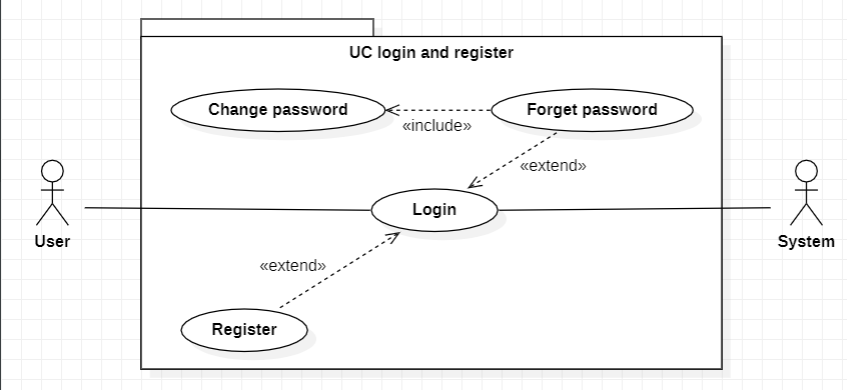 UC login and register
Change password
Forget password
«include»
«extend»
Login
User
System
«extend»
Register